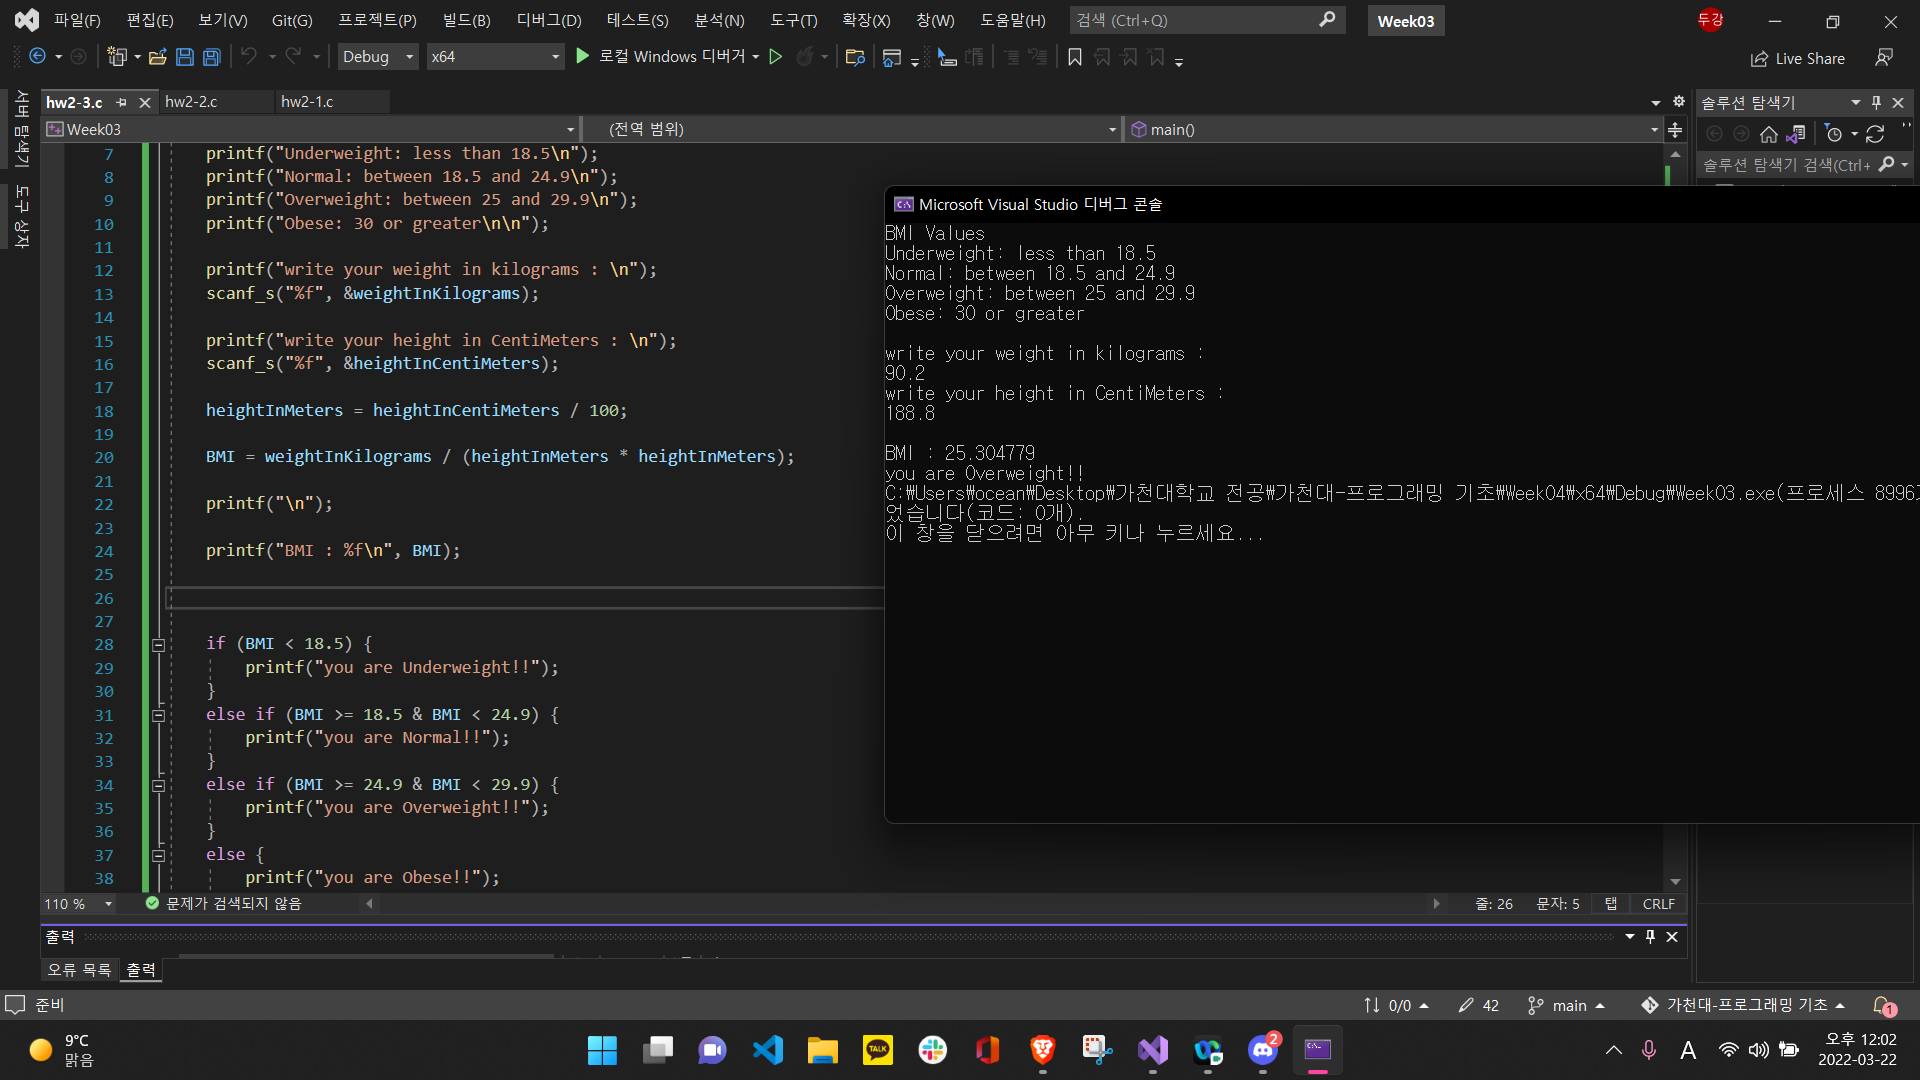 파일(F) 편집(E) 보기(V) Git(G) 프로젝트(P) 빌드(B) 디버그(D) 테스트(S) 분석(N) 도구(T) 확장(X) 창(W) 도움말(H) 검색 (Ctrl+Q) Week03 두강
Debug x64 로컬 Windows 디버거 Live Share
서버 탐색기
도구 상자
hw2-3.c hw2-2.c hw2-1.c
Week03 (전역 범위) main()
7 printf("Underweight: less than 18.5\n");
8 printf("Normal: between 18.5 and 24.9\n");
9 printf("Overweight: between 25 and 29.9\n");
10 printf("Obese: 30 or greater\n\n");
11
12 printf("write your weight in kilograms : \n");
13 scanf_s("%f", &weightInKilograms);
14
15 printf("write your height in CentiMeters : \n");
16 scanf_s("%f", &heightInCentiMeters);
17
18 heightInMeters = heightInCentiMeters / 100;
19
20 BMI = weightInKilograms / (heightInMeters * heightInMeters);
21
22 printf("\n");
23
24 printf("BMI : %f\n", BMI);
25
26
27
28 if (BMI < 18.5) {
29 printf("you are Underweight!!");
30 }
31 else if (BMI >= 18.5 & BMI < 24.9) {
32 printf("you are Normal!!");
33 }
34 else if (BMI >= 24.9 & BMI < 29.9) {
35 printf("you are Overweight!!");
36 }
37 else {
38 printf("you are Obese!!");
110 % 문제가 검색되지 않음 줄: 26 문자: 5 탭 CRLF
출력
오류 목록 출력
솔루션 탐색기
솔루션 탐색기 검색(Ctrl+
Microsoft Visual Studio 디버그 콘솔
BMI Values
Underweight: less than 18.5
Normal: between 18.5 and 24.9
Overweight: between 25 and 29.9
Obese: 30 or greater
write your weight in kilograms :
90.2
write your height in CentiMeters :
188.8
BMI : 25.304779
you are Overweight!!
C:₩Users₩ocean₩Desktop₩가천대학교 전공₩가천대-프로그래밍 기초₩Week04₩x64₩Debug₩Week03.exe(프로세스 8996
었습니다(코드: 0개).
이 창을 닫으려면 아무 키나 누르세요...
준비 0/0 42 main 가천대-프로그래밍 기초 1
9°C
맑음
TALK
2
A
오후 12:02
2022-03-22